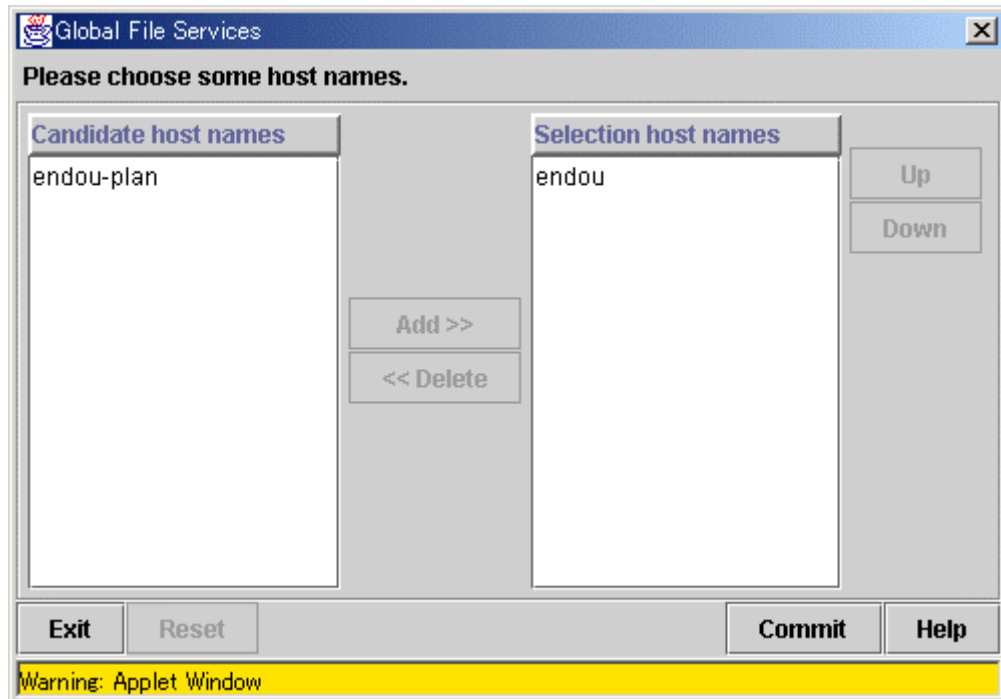 Global File Services
Please choose some host names.
Candidate host names
endou-plan
Add >>
<< Delete
Selection host names
endou
Up
Down
Exit
Reset
Commit
Help
Warning: Applet Window